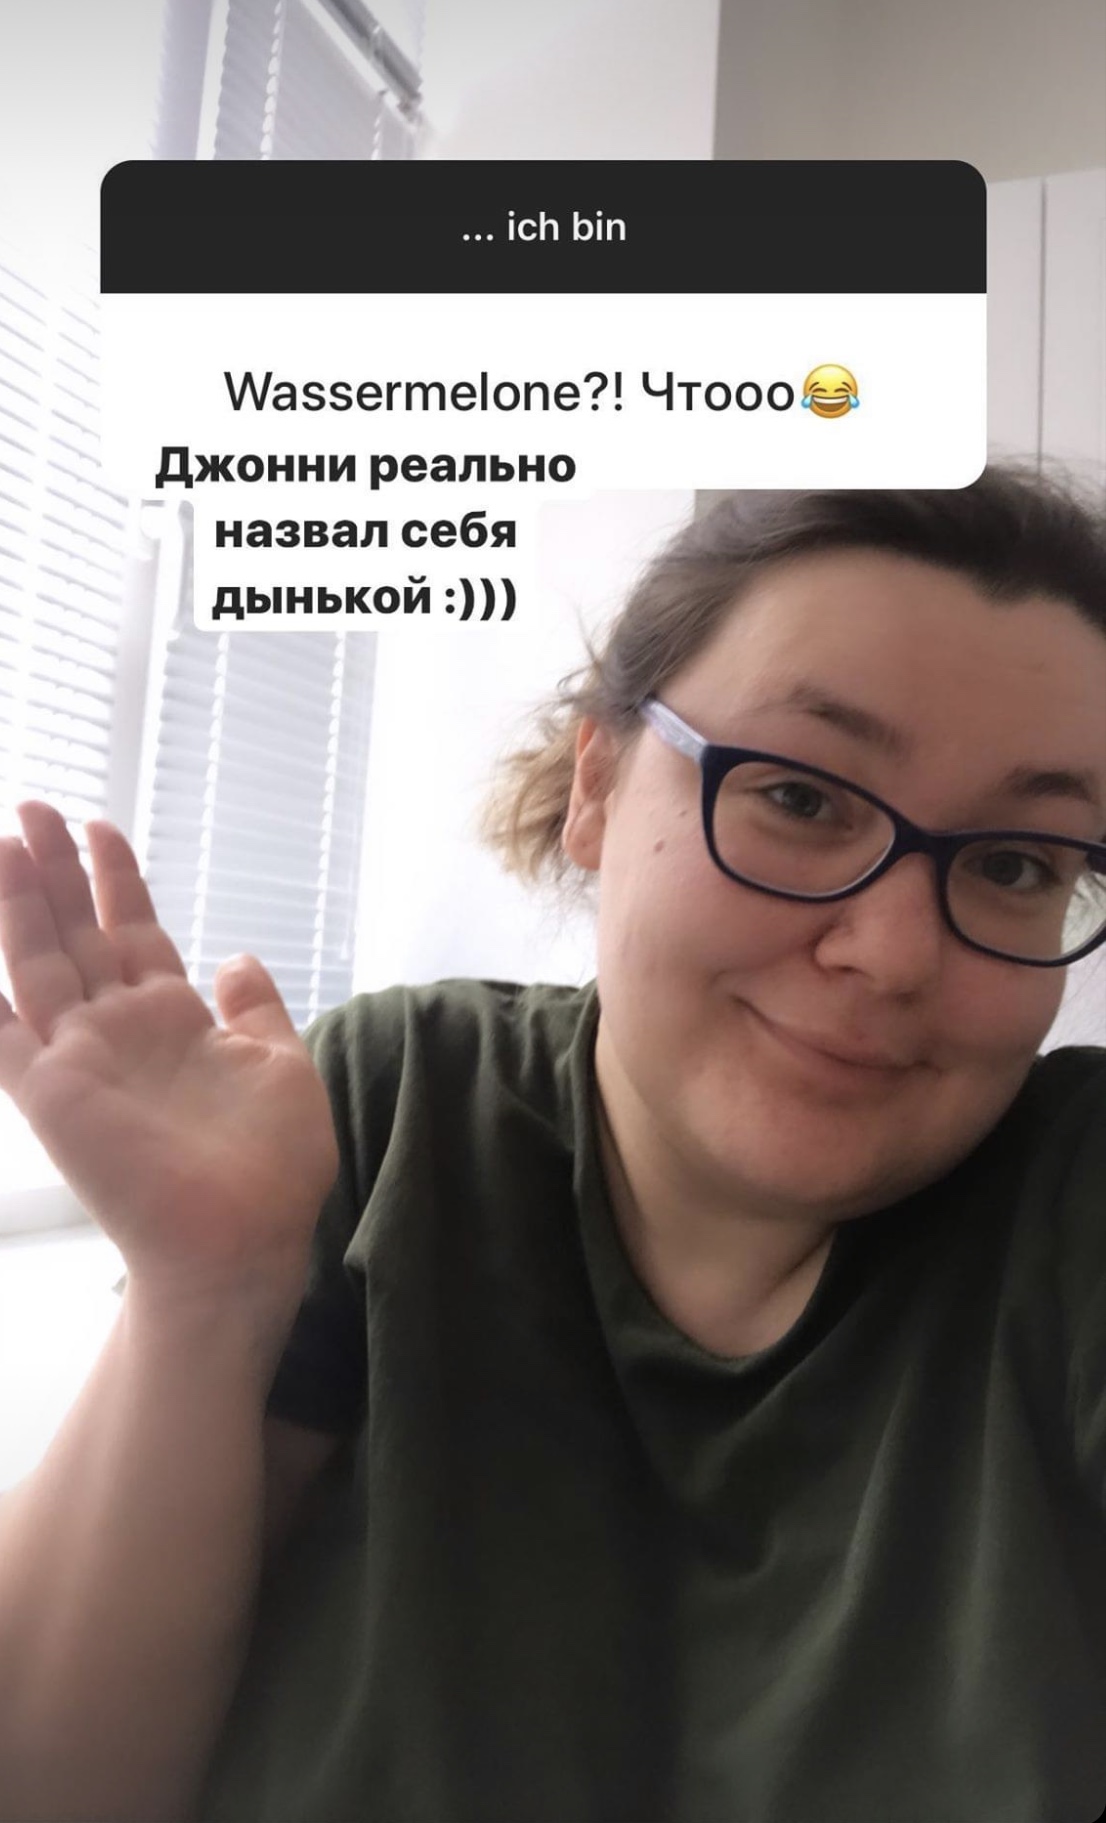 ... ich bin
Wassermelone?! Чтооо😂
Джонни реально
назвал себя
дынькой :)))